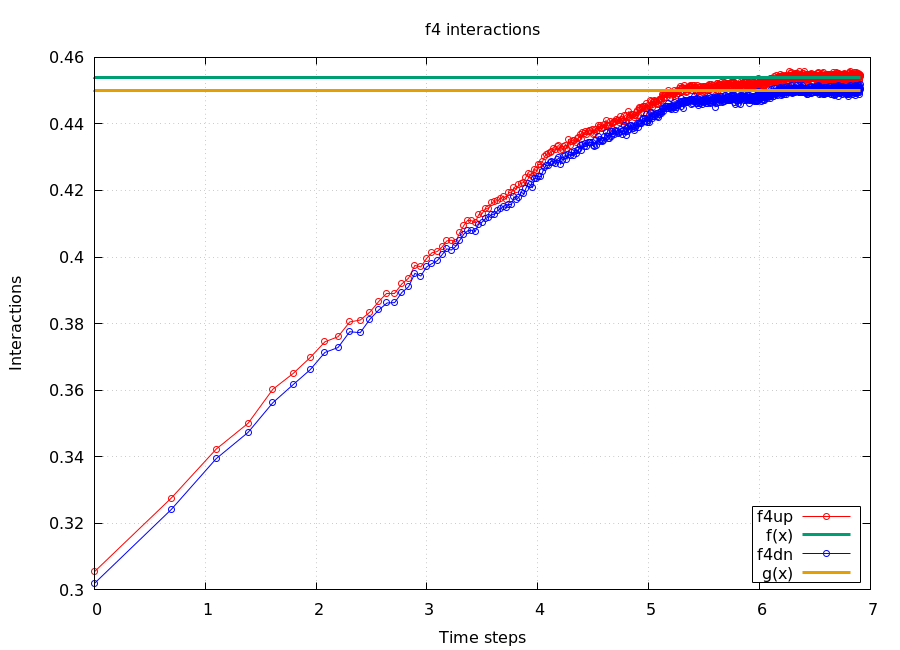 f4 interactions
0.46
0.44
0.42
0.4
0.38
0.36
0.34
0.32
0.3
Interactions
0 1 2 3 4 5 6 7
Time steps
f4up
f(x)
f4dn
g(x)